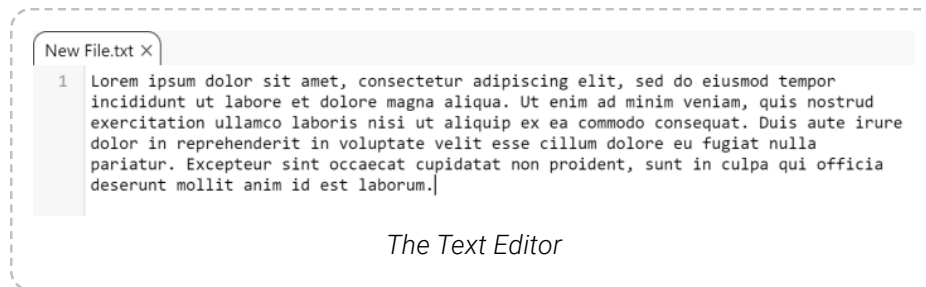 New File.txt ×
1 Lorem ipsum dolor sit amet, consectetur adipiscing elit, sed do eiusmod tempor
incididunt ut labore et dolore magna aliqua. Ut enim ad minim veniam, quis nostrud
exercitation ullamco laboris nisi ut aliquip ex ea commodo consequat. Duis aute irure
dolor in reprehenderit in voluptate velit esse cillum dolore eu fugiat nulla
pariatur. Excepteur sint occaecat cupidatat non proident, sunt in culpa qui officia
deserunt mollit anim id est laborum.
The Text Editor